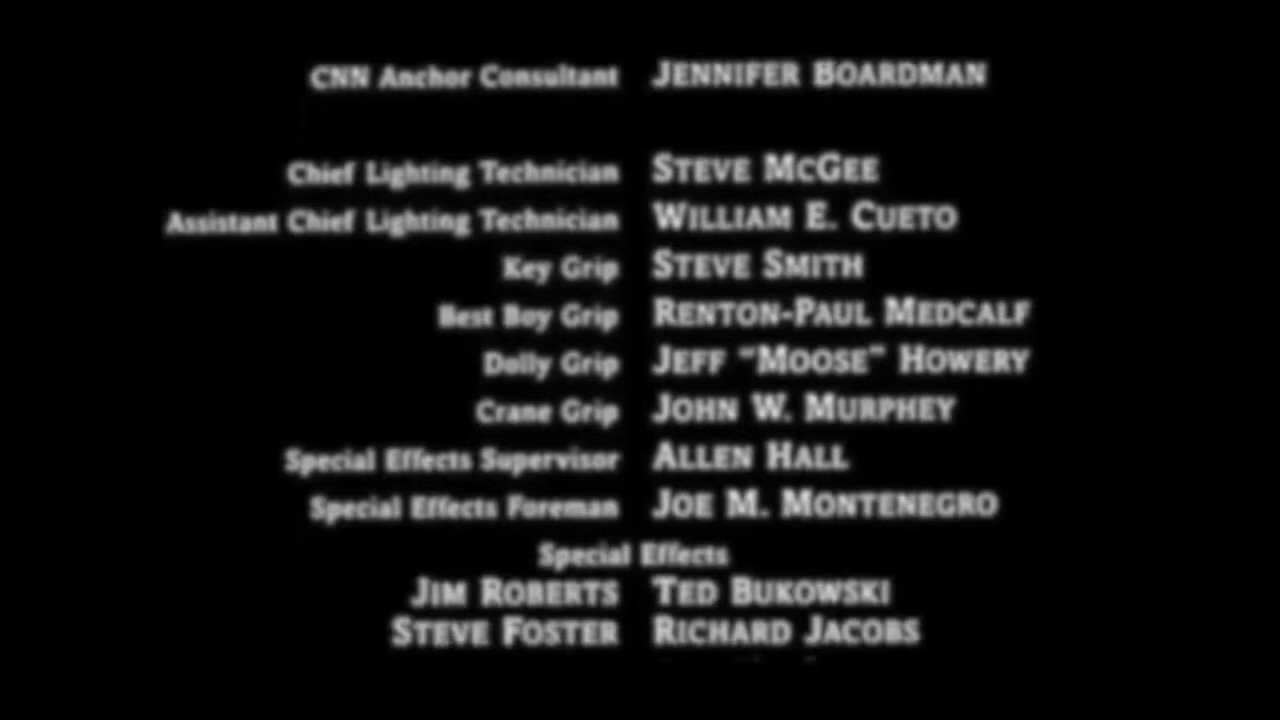 CNN Anchor Consultant JENNIFER BOARDMAN
Chief Lighting Technician STEVE MCGEE
Assistant Chief Lighting Technician WILLIAM E. CUETO
Key Grip STEVE SMITH
Best Boy Grip RENTON-PAUL MEDCALF
Dolly Grip JEFF "MOOSE" HOWERY
Crane Grip JOHN W. MURPHEY
Special Effects Supervisor ALLEN HALL
Special Effects Foreman JOE M. MONTENEGRO
Special Effects
JIM ROBERTS TED BUKOWSKI
STEVE FOSTER RICHARD JACOBS